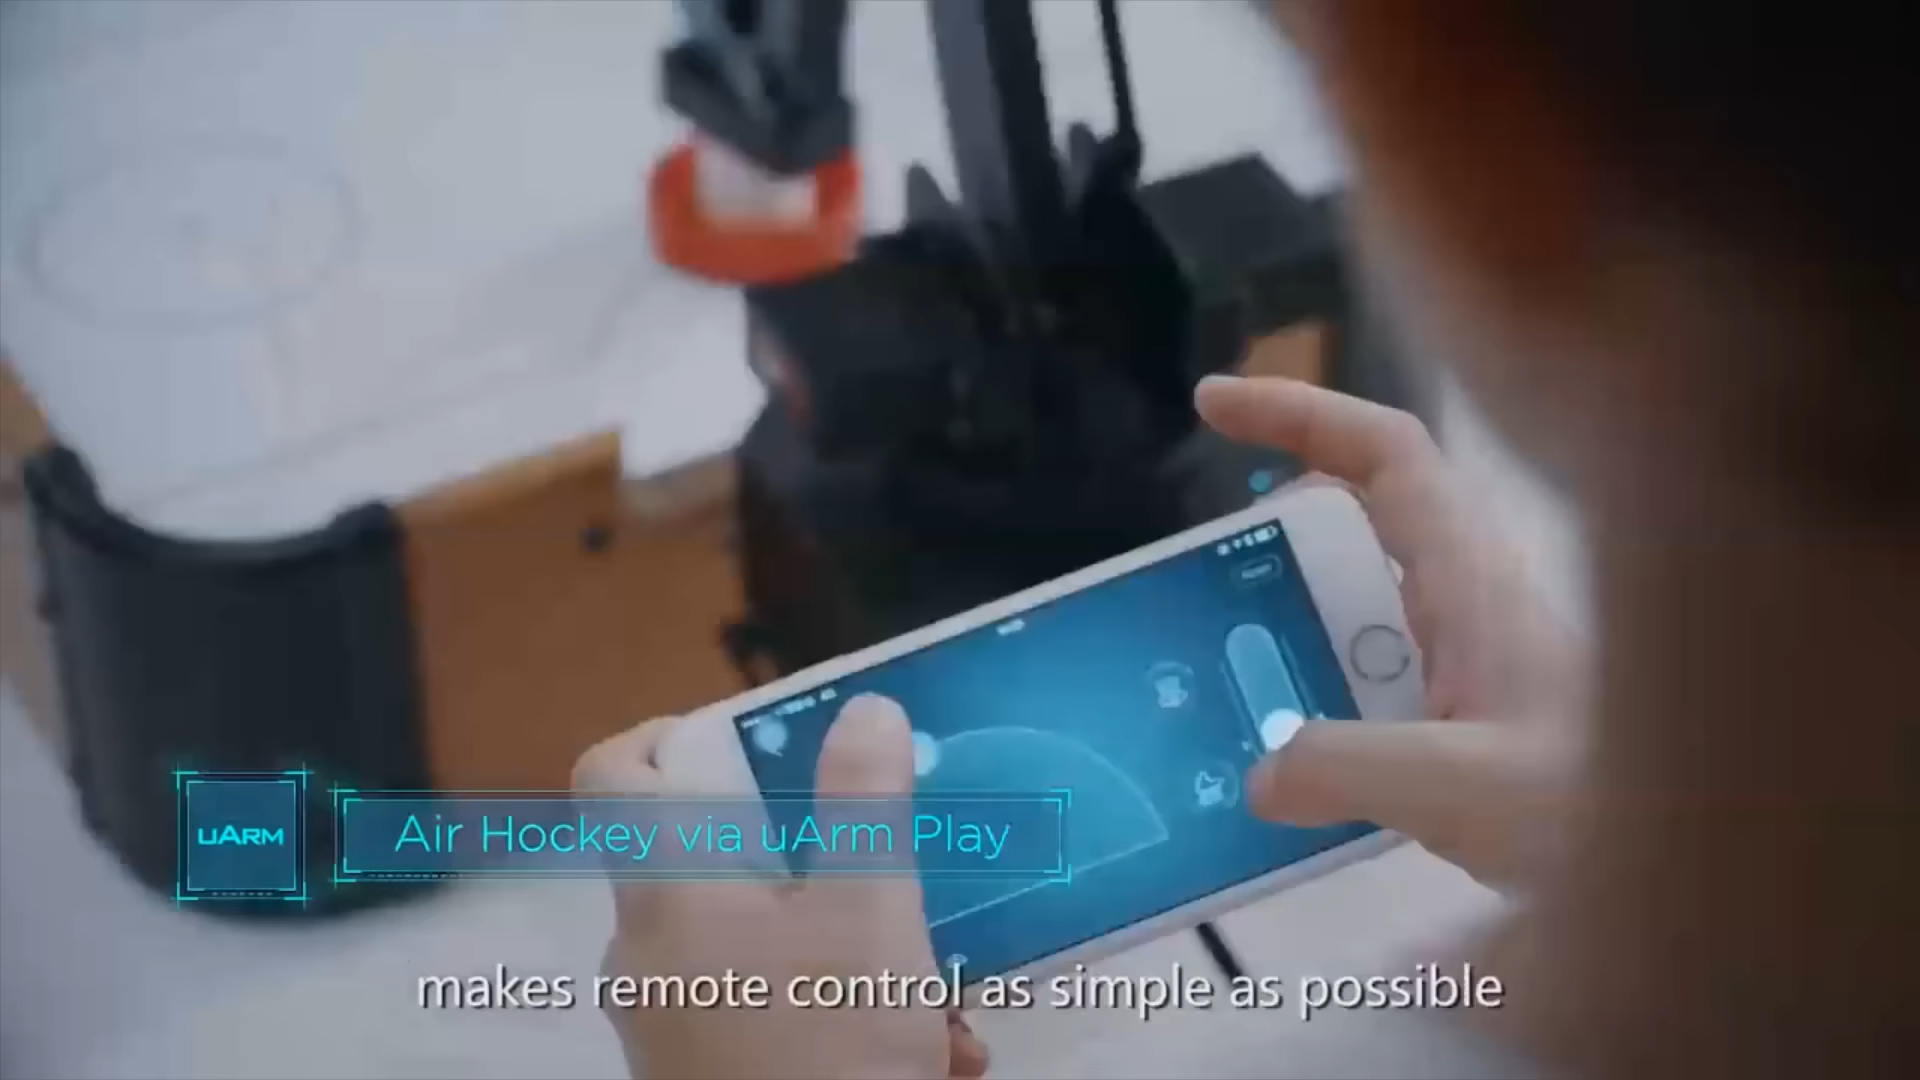 uARM
Air Hockey via uArm Play
makes remote control as simple as possible